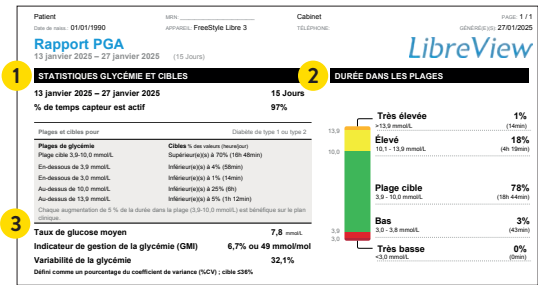 Patient
MRN:
Cabinet
PAGE: 1 / 1
Date de naiss.: 01/01/1990
APPAREIL: FreeStyle Libre 3
TÉLÉPHONE:
GÉNÉRÉ(E)(S) 27/01/2025
Rapport PGA
13 janvier 2025 – 27 janvier 2025 (15 Jours)
LibreView
1 STATISTIQUES GLYCÉMIE ET CIBLES
13 janvier 2025 – 27 janvier 2025 15 Jours
% de temps capteur est actif 97%
Plages et cibles pour Diabète de type 1 ou type 2
Plages de glycémie Cibles % des valeurs (heure/jour)
Plage cible 3,9-10,0 mmol/L Supérieur(e)(s) à 70% (16h 48min)
En-dessous de 3,9 mmol/L Inférieur(e)(s) à 4% (58min)
En-dessous de 3,0 mmol/L Inférieur(e)(s) à 1% (14min)
Au-dessus de 10,0 mmol/L Inférieur(e)(s) à 25% (6h)
Au-dessus de 13,9 mmol/L Inférieur(e)(s) à 5% (1h 12min)
Chaque augmentation de 5 % de la durée dans la plage (3,9-10,0 mmol/L) est bénéfique sur le plan
clinique.
3
Taux de glucose moyen 7,8 mmol/L
Indicateur de gestion de la glycémie (GMI) 6,7% ou 49 mmol/mol
Variabilité de la glycémie 32,1%
Défini comme un pourcentage du coefficient de variance (%CV) ; cible ≤36%
2 DURÉE DANS LES PLAGES
Très élevée 1%
>13,9 mmol/L (14min)
13,9
Élevé 18%
10,1 - 13,9 mmol/L (4h 19min)
10,0
Plage cible 78%
3,9 - 10,0 mmol/L (18h 44min)
Bas 3%
3,0 - 3,8 mmol/L (43min)
3,9
3,0
Très basse 0%
<3,0 mmol/L (0min)